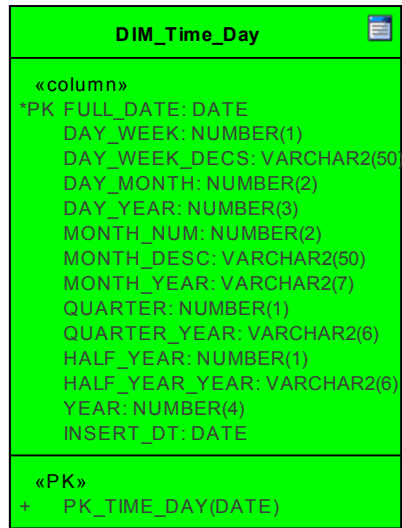 DIM_Time_Day
«column»
*PK FULL_DATE: DATE
DAY_WEEK: NUMBER(1)
DAY_WEEK_DECS: VARCHAR2(50)
DAY_MONTH: NUMBER(2)
DAY_YEAR: NUMBER(3)
MONTH_NUM: NUMBER(2)
MONTH_DESC: VARCHAR2(50)
MONTH_YEAR: VARCHAR2(7)
QUARTER: NUMBER(1)
QUARTER_YEAR: VARCHAR2(6)
HALF_YEAR: NUMBER(1)
HALF_YEAR_YEAR: VARCHAR2(6)
YEAR: NUMBER(4)
INSERT_DT: DATE
«PK»
+ PK_TIME_DAY(DATE)